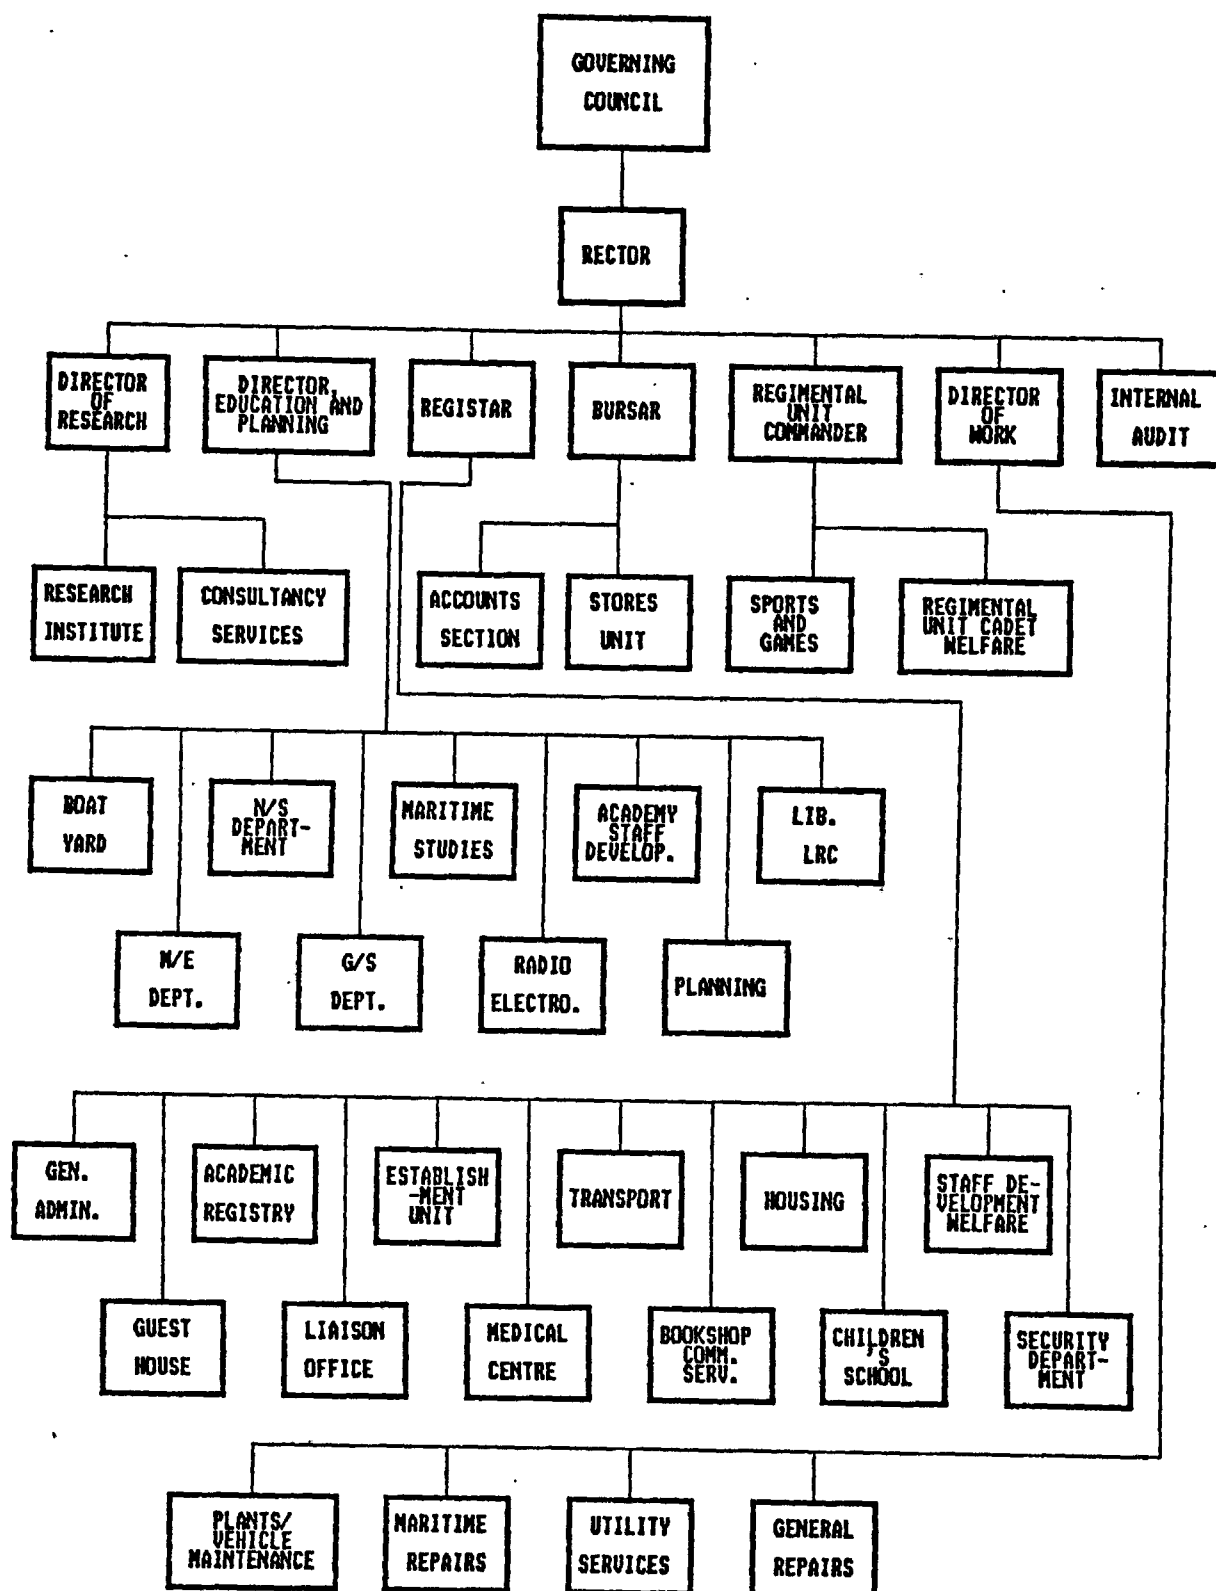 GOVERNING
COUNCIL
RECTOR
DIRECTOR
OF
RESEARCH
DIRECTOR,
EDUCATION AND
PLANNING
REGISTAR
BURSAR
REGIMENTAL
UNIT
COMMANDER
DIRECTOR
OF
WORK
INTERNAL
AUDIT
RESEARCH
INSTITUTE
CONSULTANCY
SERVICES
ACCOUNTS
SECTION
STORES
UNIT
SPORTS
AND
GAMES
REGIMENTAL
UNIT CADET
WELFARE
BOAT
YARD
N/S
DEPART-
MENT
MARITIME
STUDIES
ACADEMY
STAFF
DEVELOP.
LIB.
LRC
M/E
DEPT.
G/S
DEPT.
RADIO
ELECTRO.
PLANNING
GEN.
ADMIN.
ACADEMIC
REGISTRY
ESTABLISH
-MENT
UNIT
TRANSPORT
HOUSING
STAFF DE-
VELOPMENT
WELFARE
GUEST
HOUSE
LIAISON
OFFICE
MEDICAL
CENTRE
BOOKSHOP
COMM.
SERV.
CHILDREN
'S
SCHOOL
SECURITY
DEPART-
MENT
PLANTS/
VEHICLE
MAINTENANCE
MARITIME
REPAIRS
UTILITY
SERVICES
GENERAL
REPAIRS